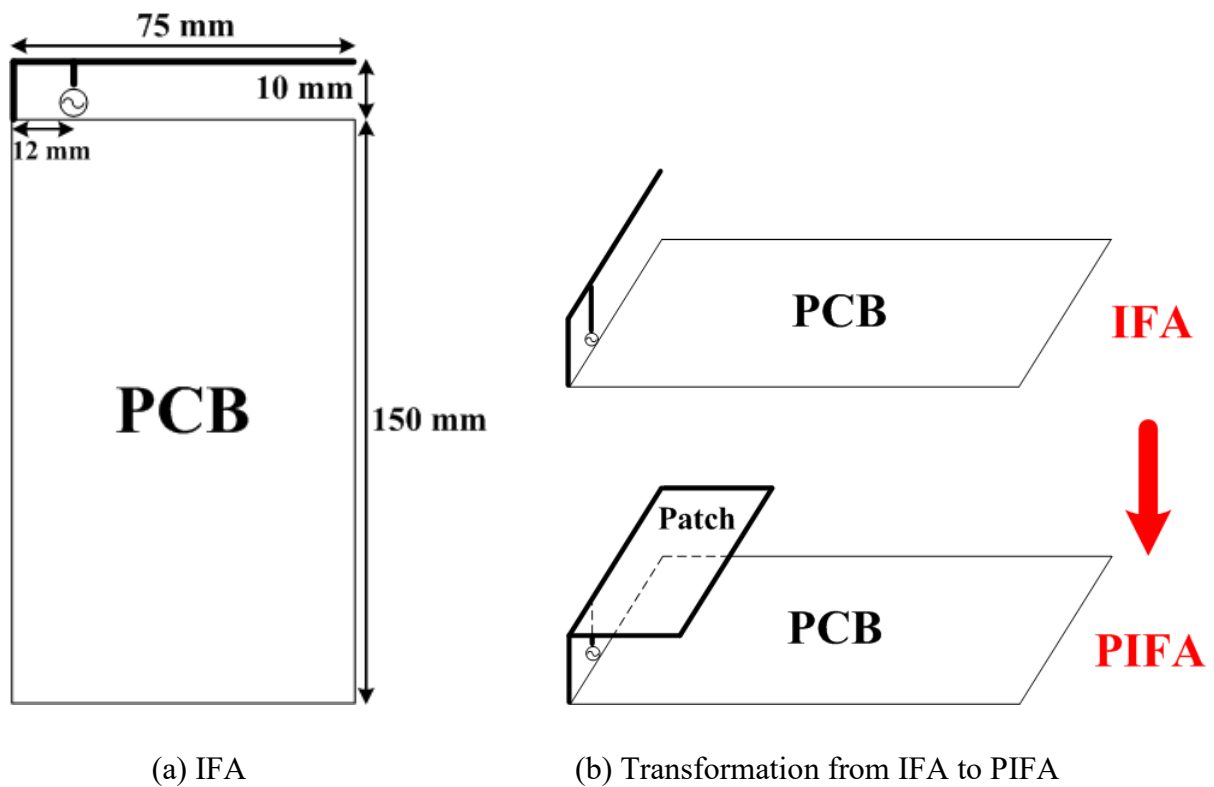 75 mm
10 mm
12 mm
PCB
150 mm
PCB
IFA
Patch
PCB
PIFA
(a) IFA
(b) Transformation from IFA to PIFA